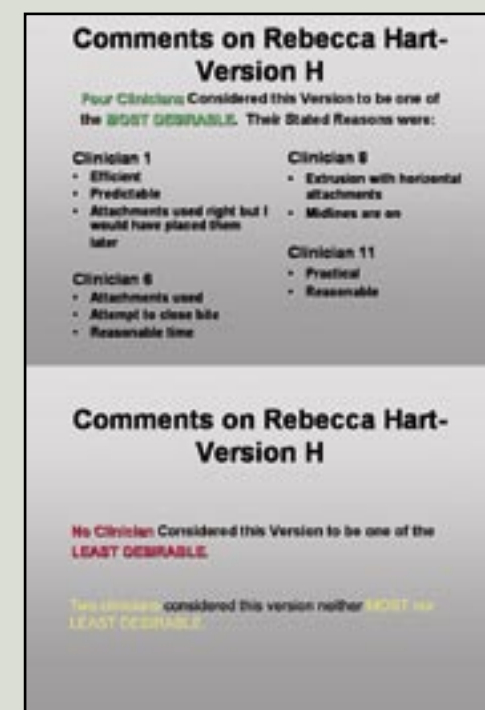 Comments on Rebecca Hart-
Version H
Four Clinicians Considered this Version to be one of
the MOST DESIRABLE. Their Stated Reasons were:
Clinician 1
• Efficient
• Predictable
• Attachments used right but I
would have placed them
later
Clinician 6
• Attachments used
• Attempt to close bite
• Reasonable time
Clinician 8
• Extrusion with horizontal
attachments
• Midlines are on
Clinician 11
• Practical
• Reasonable
Comments on Rebecca Hart-
Version H
No Clinician Considered this Version to be one of the
LEAST DESIRABLE.
Two clinicians considered this version neither MOST nor
LEAST DESIRABLE.